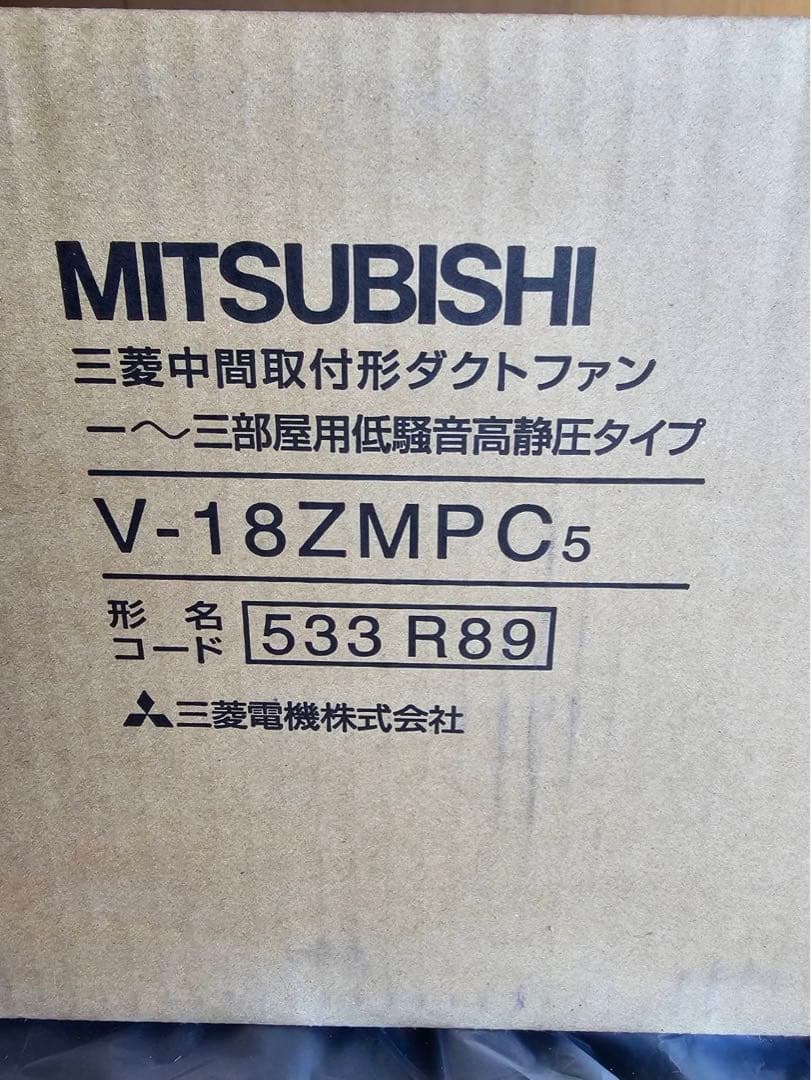 MITSUBISHI
三菱中間取付形ダクトファン
一〜三部屋用低騒音高静圧タイプ
V-18ZMPC5
形名コード 533 R89
三菱電機株式会社